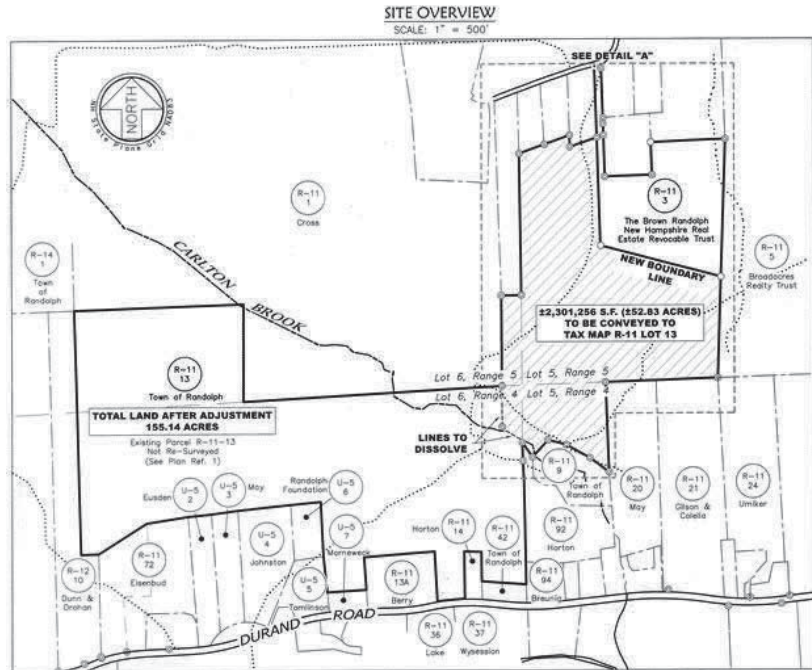 SITE OVERVIEW
SCALE: 1" = 500'
SEE DETAIL "A"
NORTH
NH State Plane Grid NAD83
R-11
1
Cross
R-11
3
The Brown Randolph
New Hampshire Real
Estate Revocable Trust
R-14
1
Town
of
Randolph
CARLTON
BROOK
NEW BOUNDARY
LINE
R-11
5
Broadacres
Realty Trust
±2,301,256 S.F. (±52.83 ACRES)
TO BE CONVEYED TO
TAX MAP R-11 LOT 13
R-11
13
Town of Randolph
Lot 6, Range 5
Lot 5, Range 5
Lot 6, Range 4
Lot 5, Range 4
TOTAL LAND AFTER ADJUSTMENT
155.14 ACRES
Existing Parcel R-11-13
Not Re-Surveyed
(See Plan Ref. 1)
LINES TO
DISSOLVE
R-11
9
Town of
Randolph
R-11
20
May
R-11
21
Gilson &
Colella
R-11
24
Umiker
Eusden
U-5
2
U-5
3
May
Randolph
Foundation
U-5
6
U-5
7
Morneweck
Horton
R-11
14
R-11
42
Town of
Randolph
R-11
92
Horton
R-12
10
Dunn &
Drohan
R-11
72
Eisenbud
U-5
4
Johnston
U-5
5
Tomlinson
R-11
13A
Berry
R-11
94
Breunig
DURAND ROAD
R-11
36
Lake
R-11
37
Wysession